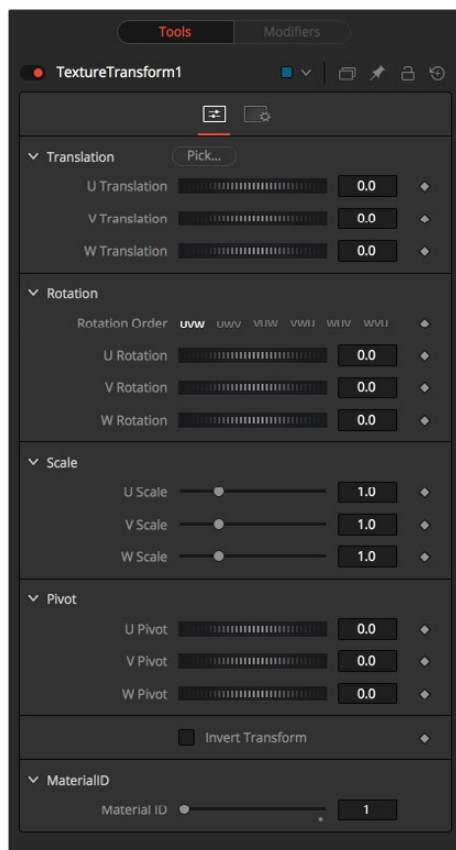 Tools Modifiers
TextureTransform1
Translation Pick...
U Translation 0.0
V Translation 0.0
W Translation 0.0
Rotation
Rotation Order UVW UWV VUW VWU WUV WVU
U Rotation 0.0
V Rotation 0.0
W Rotation 0.0
Scale
U Scale 1.0
V Scale 1.0
W Scale 1.0
Pivot
U Pivot 0.0
V Pivot 0.0
W Pivot 0.0
Invert Transform
MaterialID
Material ID 1